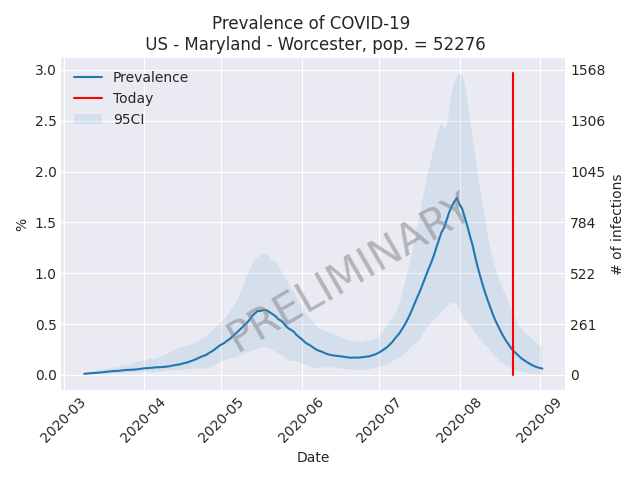 Prevalence of COVID-19
US - Maryland - Worcester, pop. = 52276
Prevalence
Today
95CI
3.0
2.5
2.0
1.5
1.0
0.5
0.0
%
1568
1306
1045
784
522
261
0
# of infections
PRELIMINARY
2020-03
2020-04
2020-05
2020-06
2020-07
2020-08
2020-09
Date